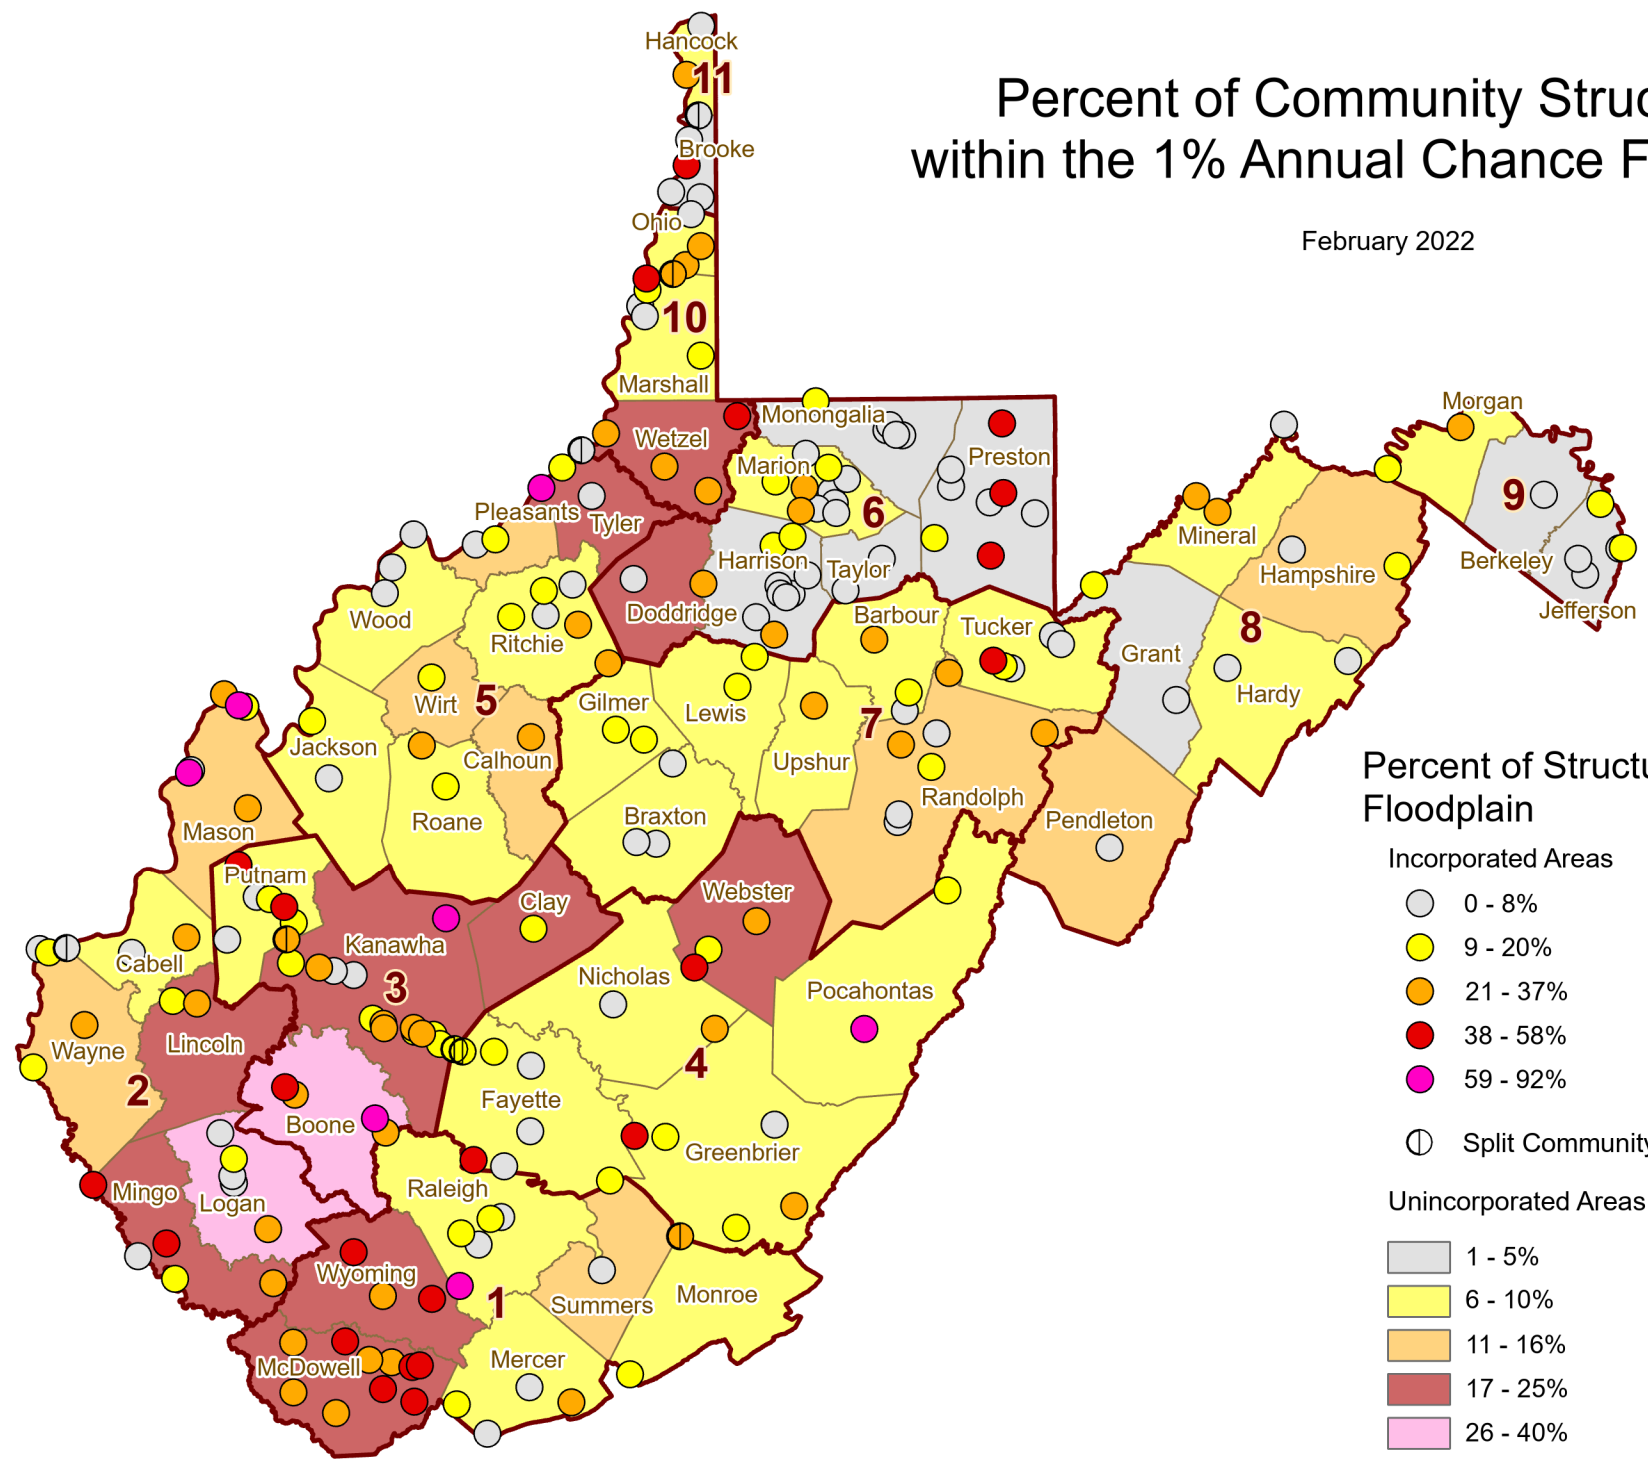 Percent of Community Struc
within the 1% Annual Chance F
February 2022
Hancock
11
Brooke
Ohio
10
Marshall
Wetzel
Monongalia
Morgan
Marion
Preston
9
Pleasants
Tyler
6
Mineral
Harrison
Taylor
Berkeley
Hampshire
Doddridge
Jefferson
Wood
Barbour
Tucker
8
Ritchie
Grant
Wirt
5
Gilmer
Lewis
7
Hardy
Jackson
Calhoun
Upshur
Randolph
Roane
Braxton
Pendleton
Mason
Putnam
Webster
Clay
Kanawha
Cabell
Nicholas
3
Pocahontas
Lincoln
Wayne
2
4
Fayette
Boone
Greenbrier
Mingo
Logan
Raleigh
Wyoming
1
Summers
Monroe
McDowell
Mercer
Percent of Structu
Floodplain
Incorporated Areas
0 - 8%
9 - 20%
21 - 37%
38 - 58%
59 - 92%
Split Community
Unincorporated Areas
1 - 5%
6 - 10%
11 - 16%
17 - 25%
26 - 40%